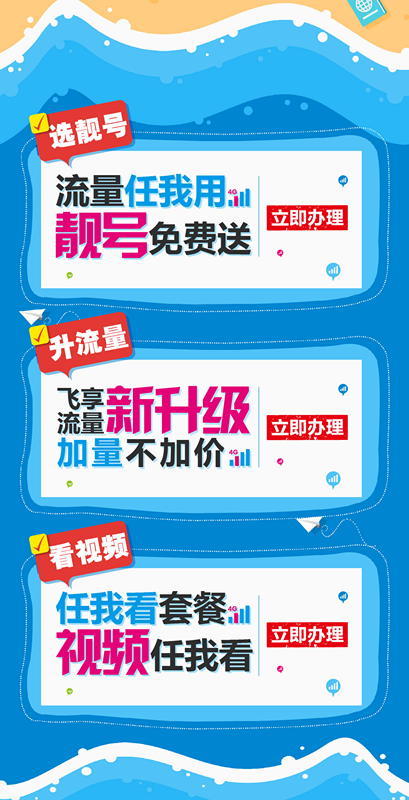 选靓号
流量任我用
4G
靓号免费送
立即办理
升流量
飞享
流量新升级
加量不加价
4G
立即办理
看视频
任我看套餐
4G
视频任我看
立即办理